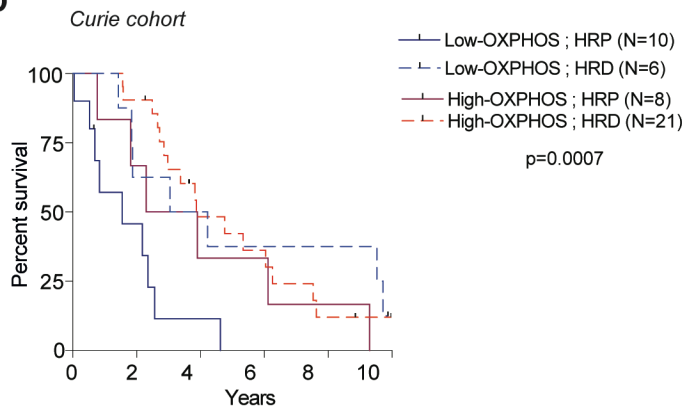 Curie cohort
Low-OXPHOS ; HRP (N=10)
Low-OXPHOS ; HRD (N=6)
High-OXPHOS ; HRP (N=8)
High-OXPHOS ; HRD (N=21)
p=0.0007
Percent survival
100
75
50
25
0
0 2 4 6 8 10
Years